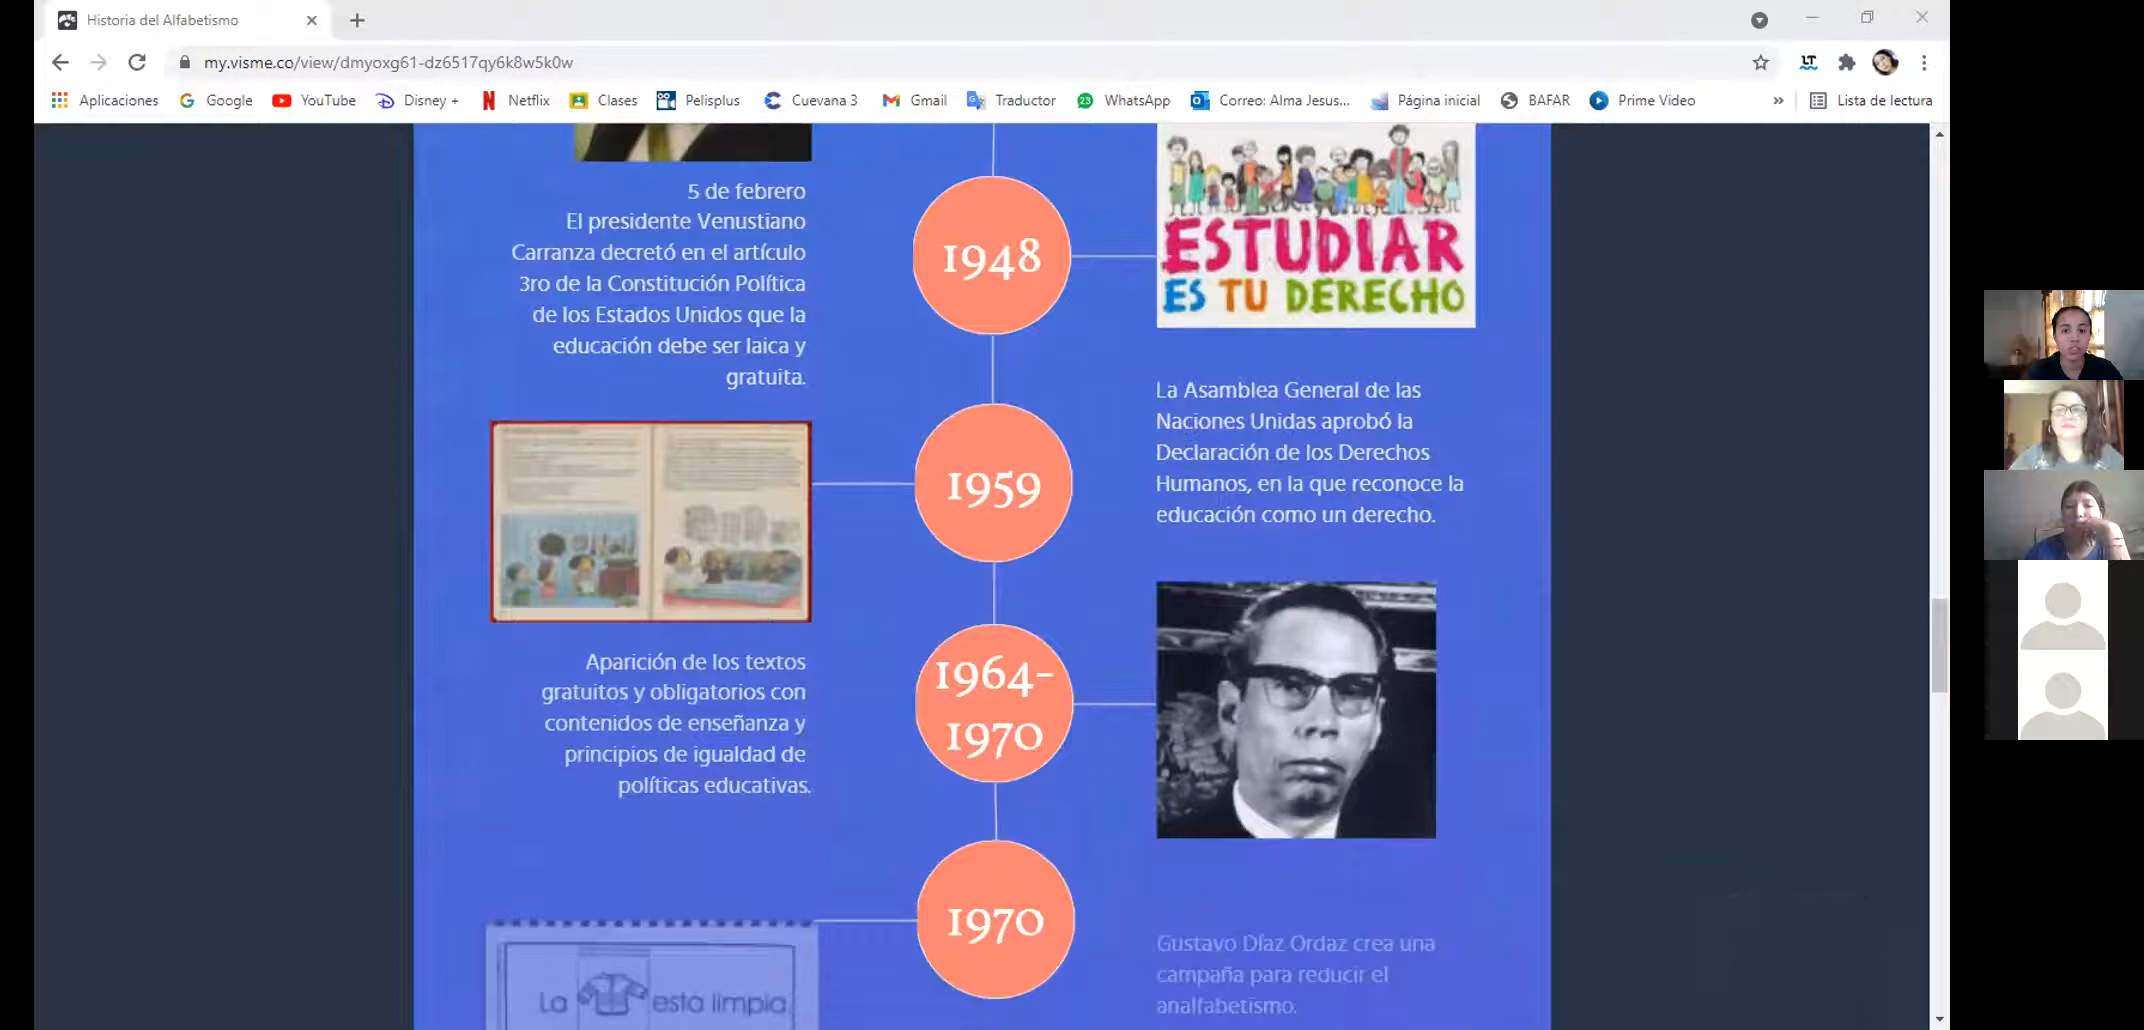 Historia del Alfabetismo
my.visme.co/view/dmyoxg61-dz6517qy6k8w5k0w
Aplicaciones
Google
YouTube
Disney +
Netflix
Clases
Pelisplus
Cuevana 3
Gmail
Traductor
23
WhatsApp
Correo: Alma Jesus...
Página inicial
BAFAR
Prime Video
»
Lista de lectura
LT
5 de febrero
El presidente Venustiano
Carranza decretó en el artículo
3ro de la Constitución Política
de los Estados Unidos que la
educación debe ser laica y
gratuita.
1948
ESTUDIAR
ES TU DERECHO
La Asamblea General de las
Naciones Unidas aprobó la
Declaración de los Derechos
Humanos, en la que reconoce la
educación como un derecho.
1959
Aparición de los textos
gratuitos y obligatorios con
contenidos de enseñanza y
principios de igualdad de
políticas educativas.
1964-
1970
Gustavo Díaz Ordaz crea una
campaña para reducir el
analfabetismo.
1970
La está limpia